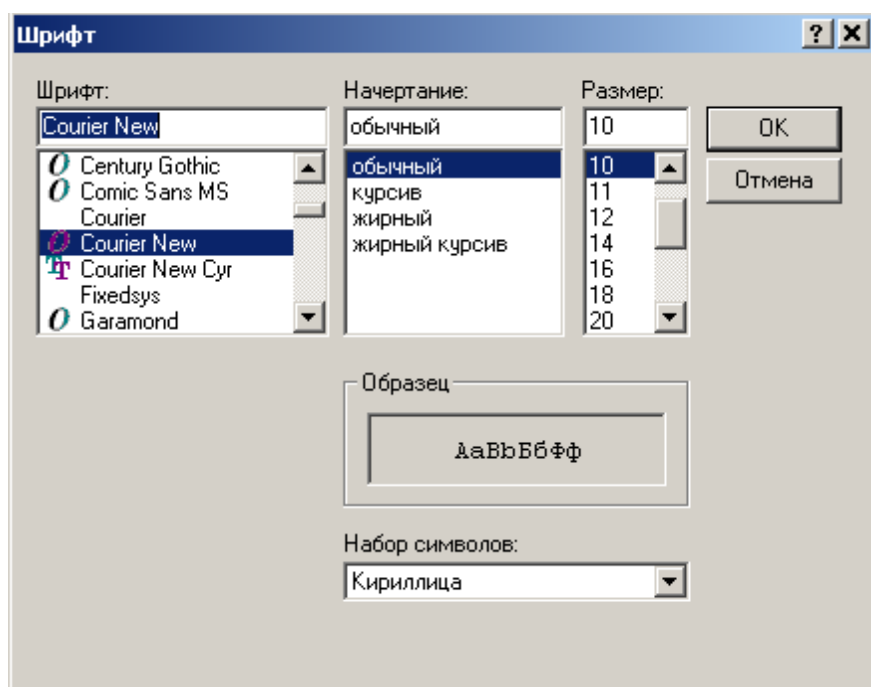 Шрифт
Шрифт:
Courier New
Century Gothic
Comic Sans MS
Courier
Courier New
Courier New Cyr
Fixedsys
Garamond
Начертание:
обычный
обычный
курсив
жирный
жирный курсив
Размер:
10
10
11
12
14
16
18
20
OK
Отмена
Образец
АаВbБбФф
Набор символов:
Кириллица